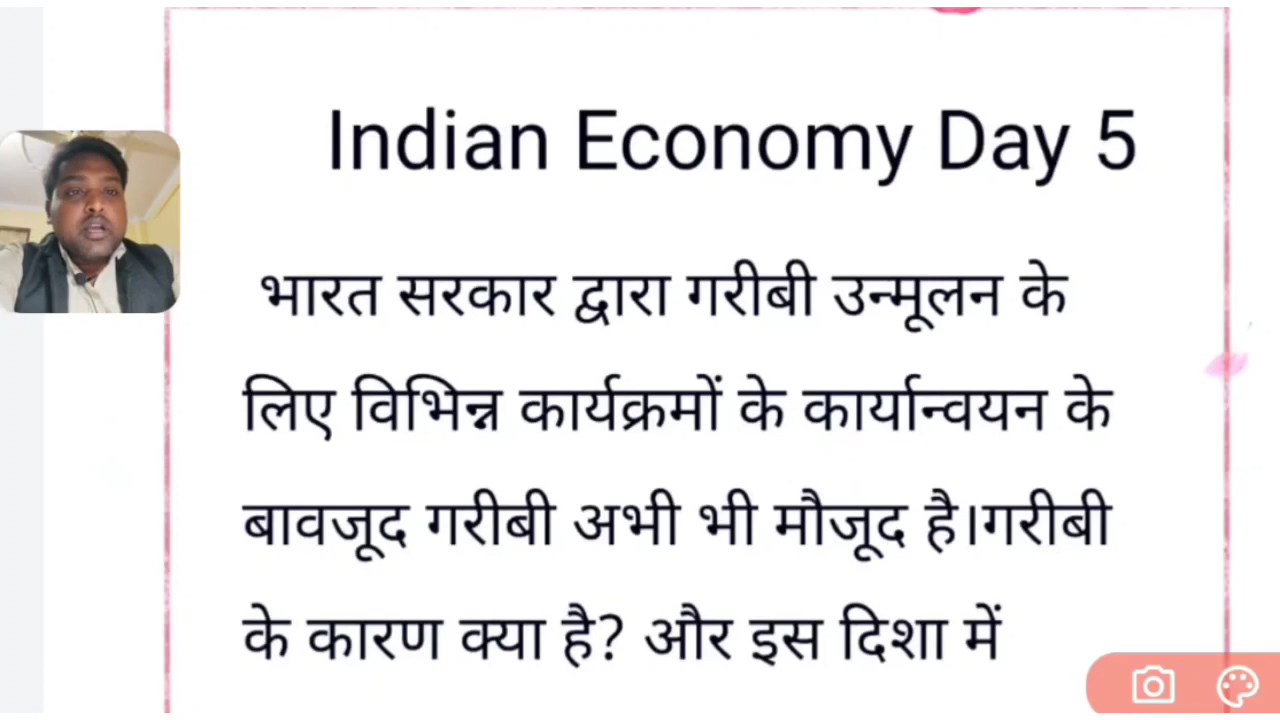 Indian Economy Day 5
भारत सरकार द्वारा गरीबी उन्मूलन के
लिए विभिन्न कार्यक्रमों के कार्यान्वयन के
बावजूद गरीबी अभी भी मौजूद है।गरीबी
के कारण क्या है? और इस दिशा में